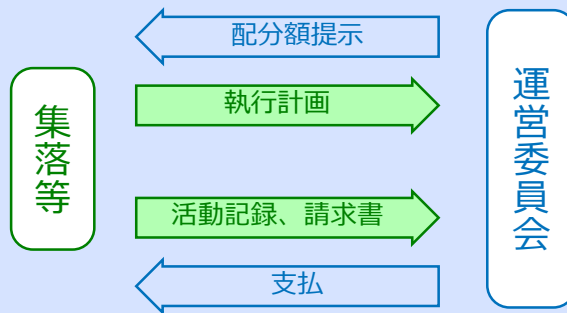 配分額提示
執行計画
集落等
運営委員会
活動記録、請求書
支払